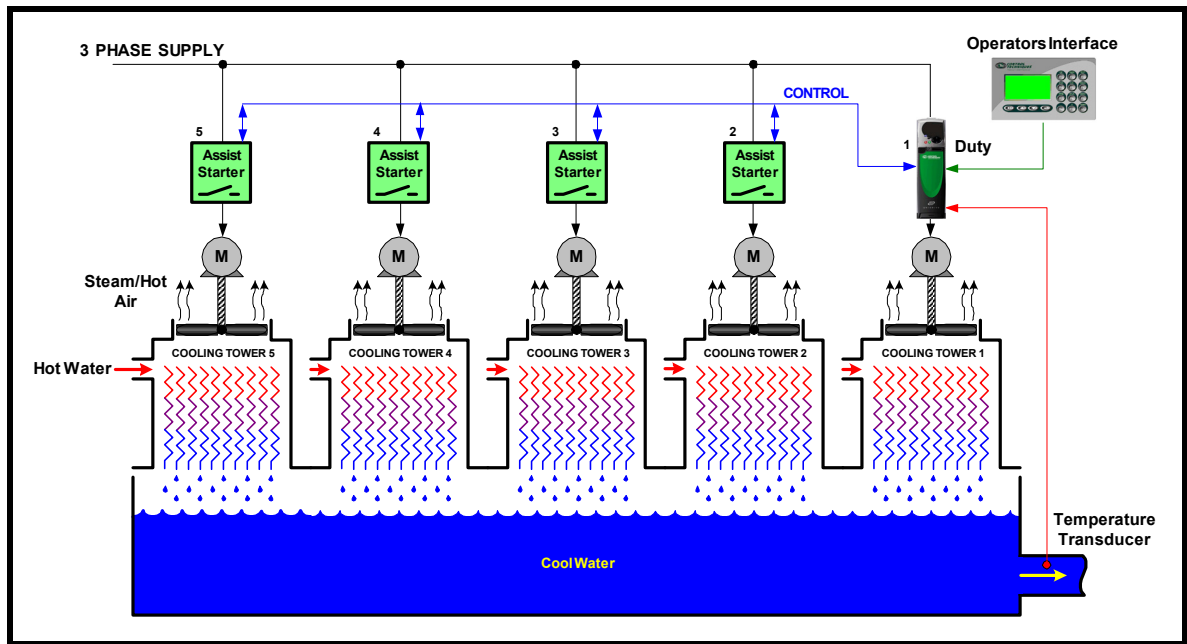 3 PHASE SUPPLY
Operators Interface
CONTROL TECHNIQUES
CONTROL
5
4
3
2
1
Duty
Assist
Starter
Assist
Starter
Assist
Starter
Assist
Starter
M
M
M
M
M
Steam/Hot
Air
Hot Water
COOLING TOWER 5
COOLING TOWER 4
COOLING TOWER 3
COOLING TOWER 2
COOLING TOWER 1
Temperature
Transducer
Cool Water